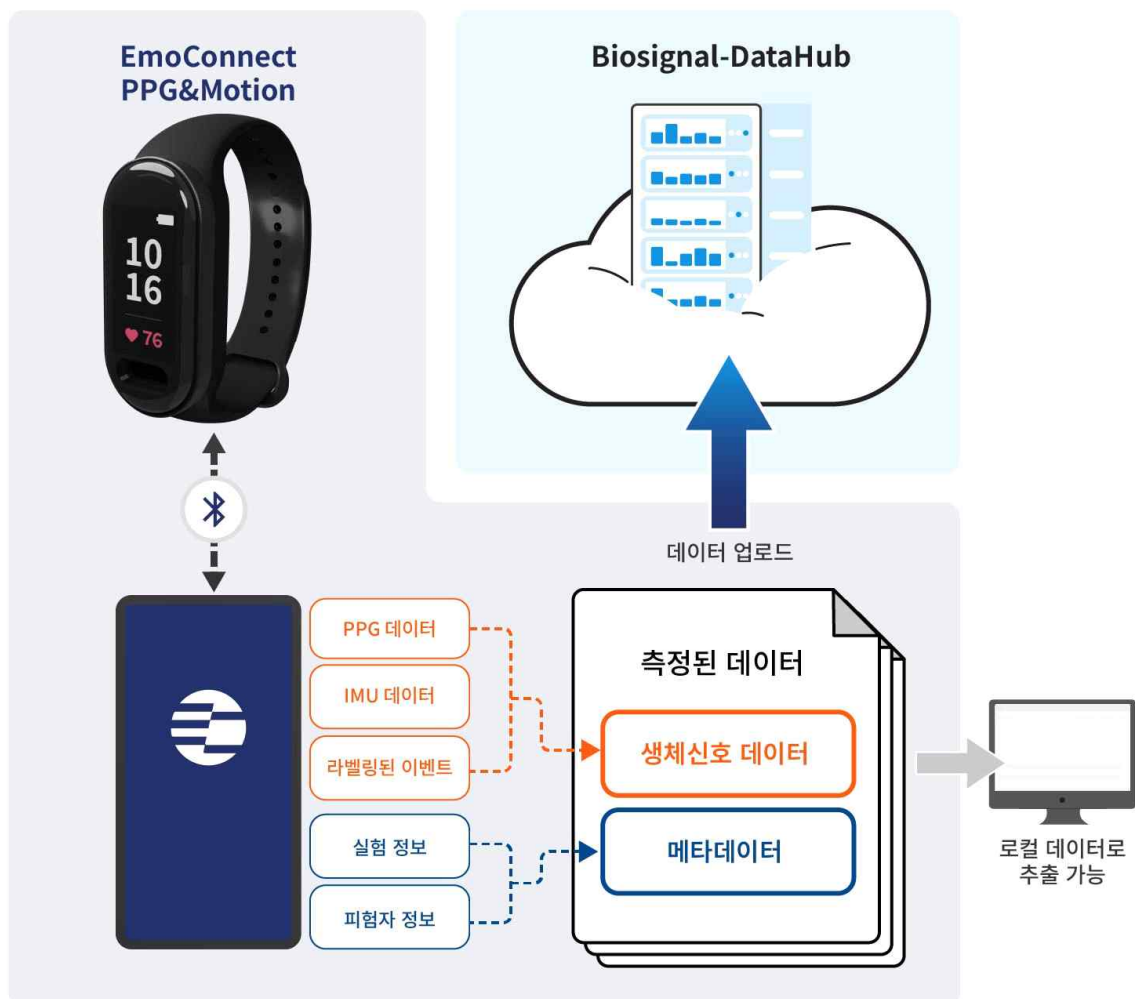 EmoConnect
PPG&Motion
Biosignal-DataHub
10
16
76
데이터 업로드
PPG 데이터
IMU 데이터
라벨링된 이벤트
실험 정보
피험자 정보
측정된 데이터
생체신호 데이터
메타데이터
로컬 데이터로
추출 가능